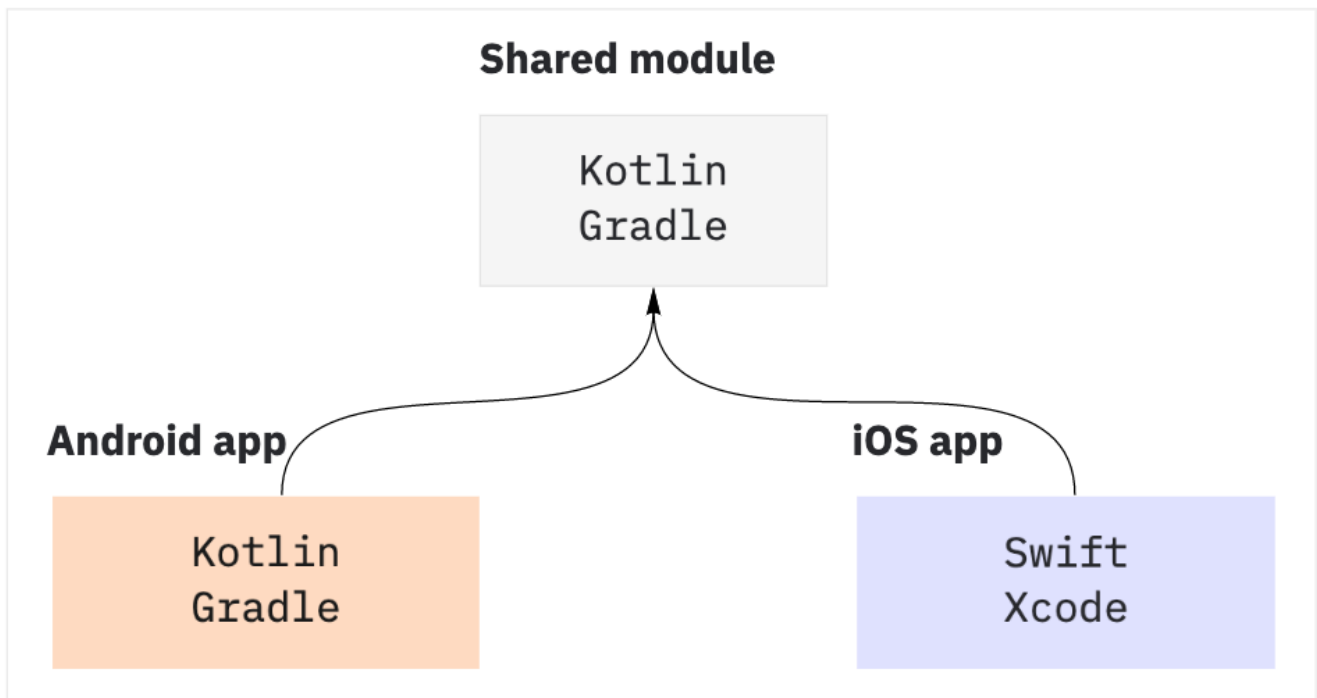 Shared module
Kotlin
Gradle
Android app
Kotlin
Gradle
iOS app
Swift
Xcode